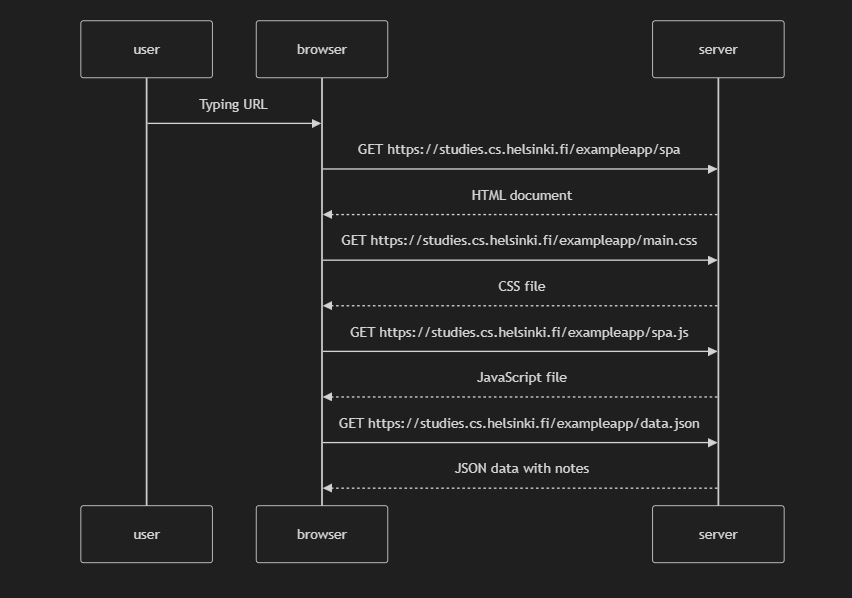 user
browser
server
Typing URL
GET https://studies.cs.helsinki.fi/exampleapp/spa
HTML document
GET https://studies.cs.helsinki.fi/exampleapp/main.css
CSS file
GET https://studies.cs.helsinki.fi/exampleapp/spa.js
JavaScript file
GET https://studies.cs.helsinki.fi/exampleapp/data.json
JSON data with notes
user
browser
server